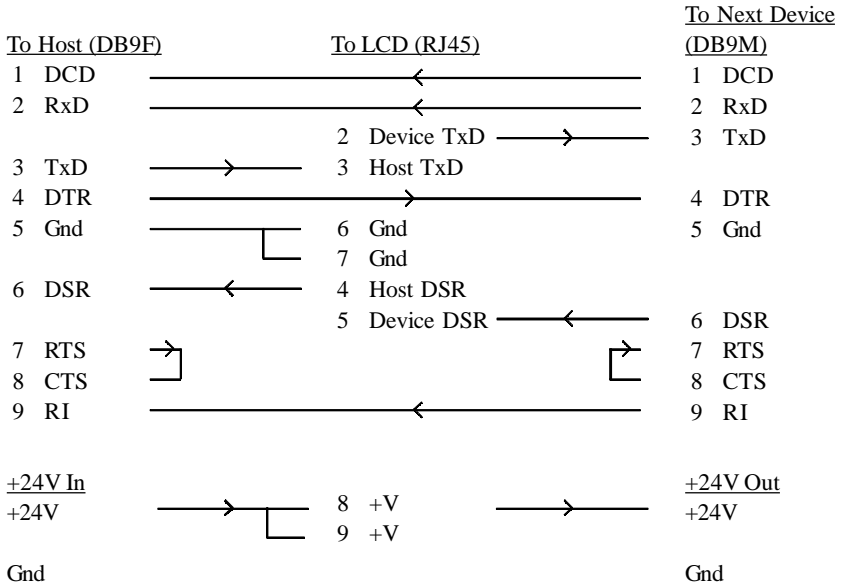 To Next Device
To Host (DB9F) To LCD (RJ45) (DB9M)
1 DCD 1 DCD
2 RxD 2 RxD
2 Device TxD 3 TxD
3 TxD 3 Host TxD
4 DTR 4 DTR
5 Gnd 6 Gnd 5 Gnd
7 Gnd
6 DSR 4 Host DSR
5 Device DSR 6 DSR
7 RTS 7 RTS
8 CTS 8 CTS
9 RI 9 RI
+24V In +24V Out
+24V 8 +V +24V
9 +V
Gnd Gnd